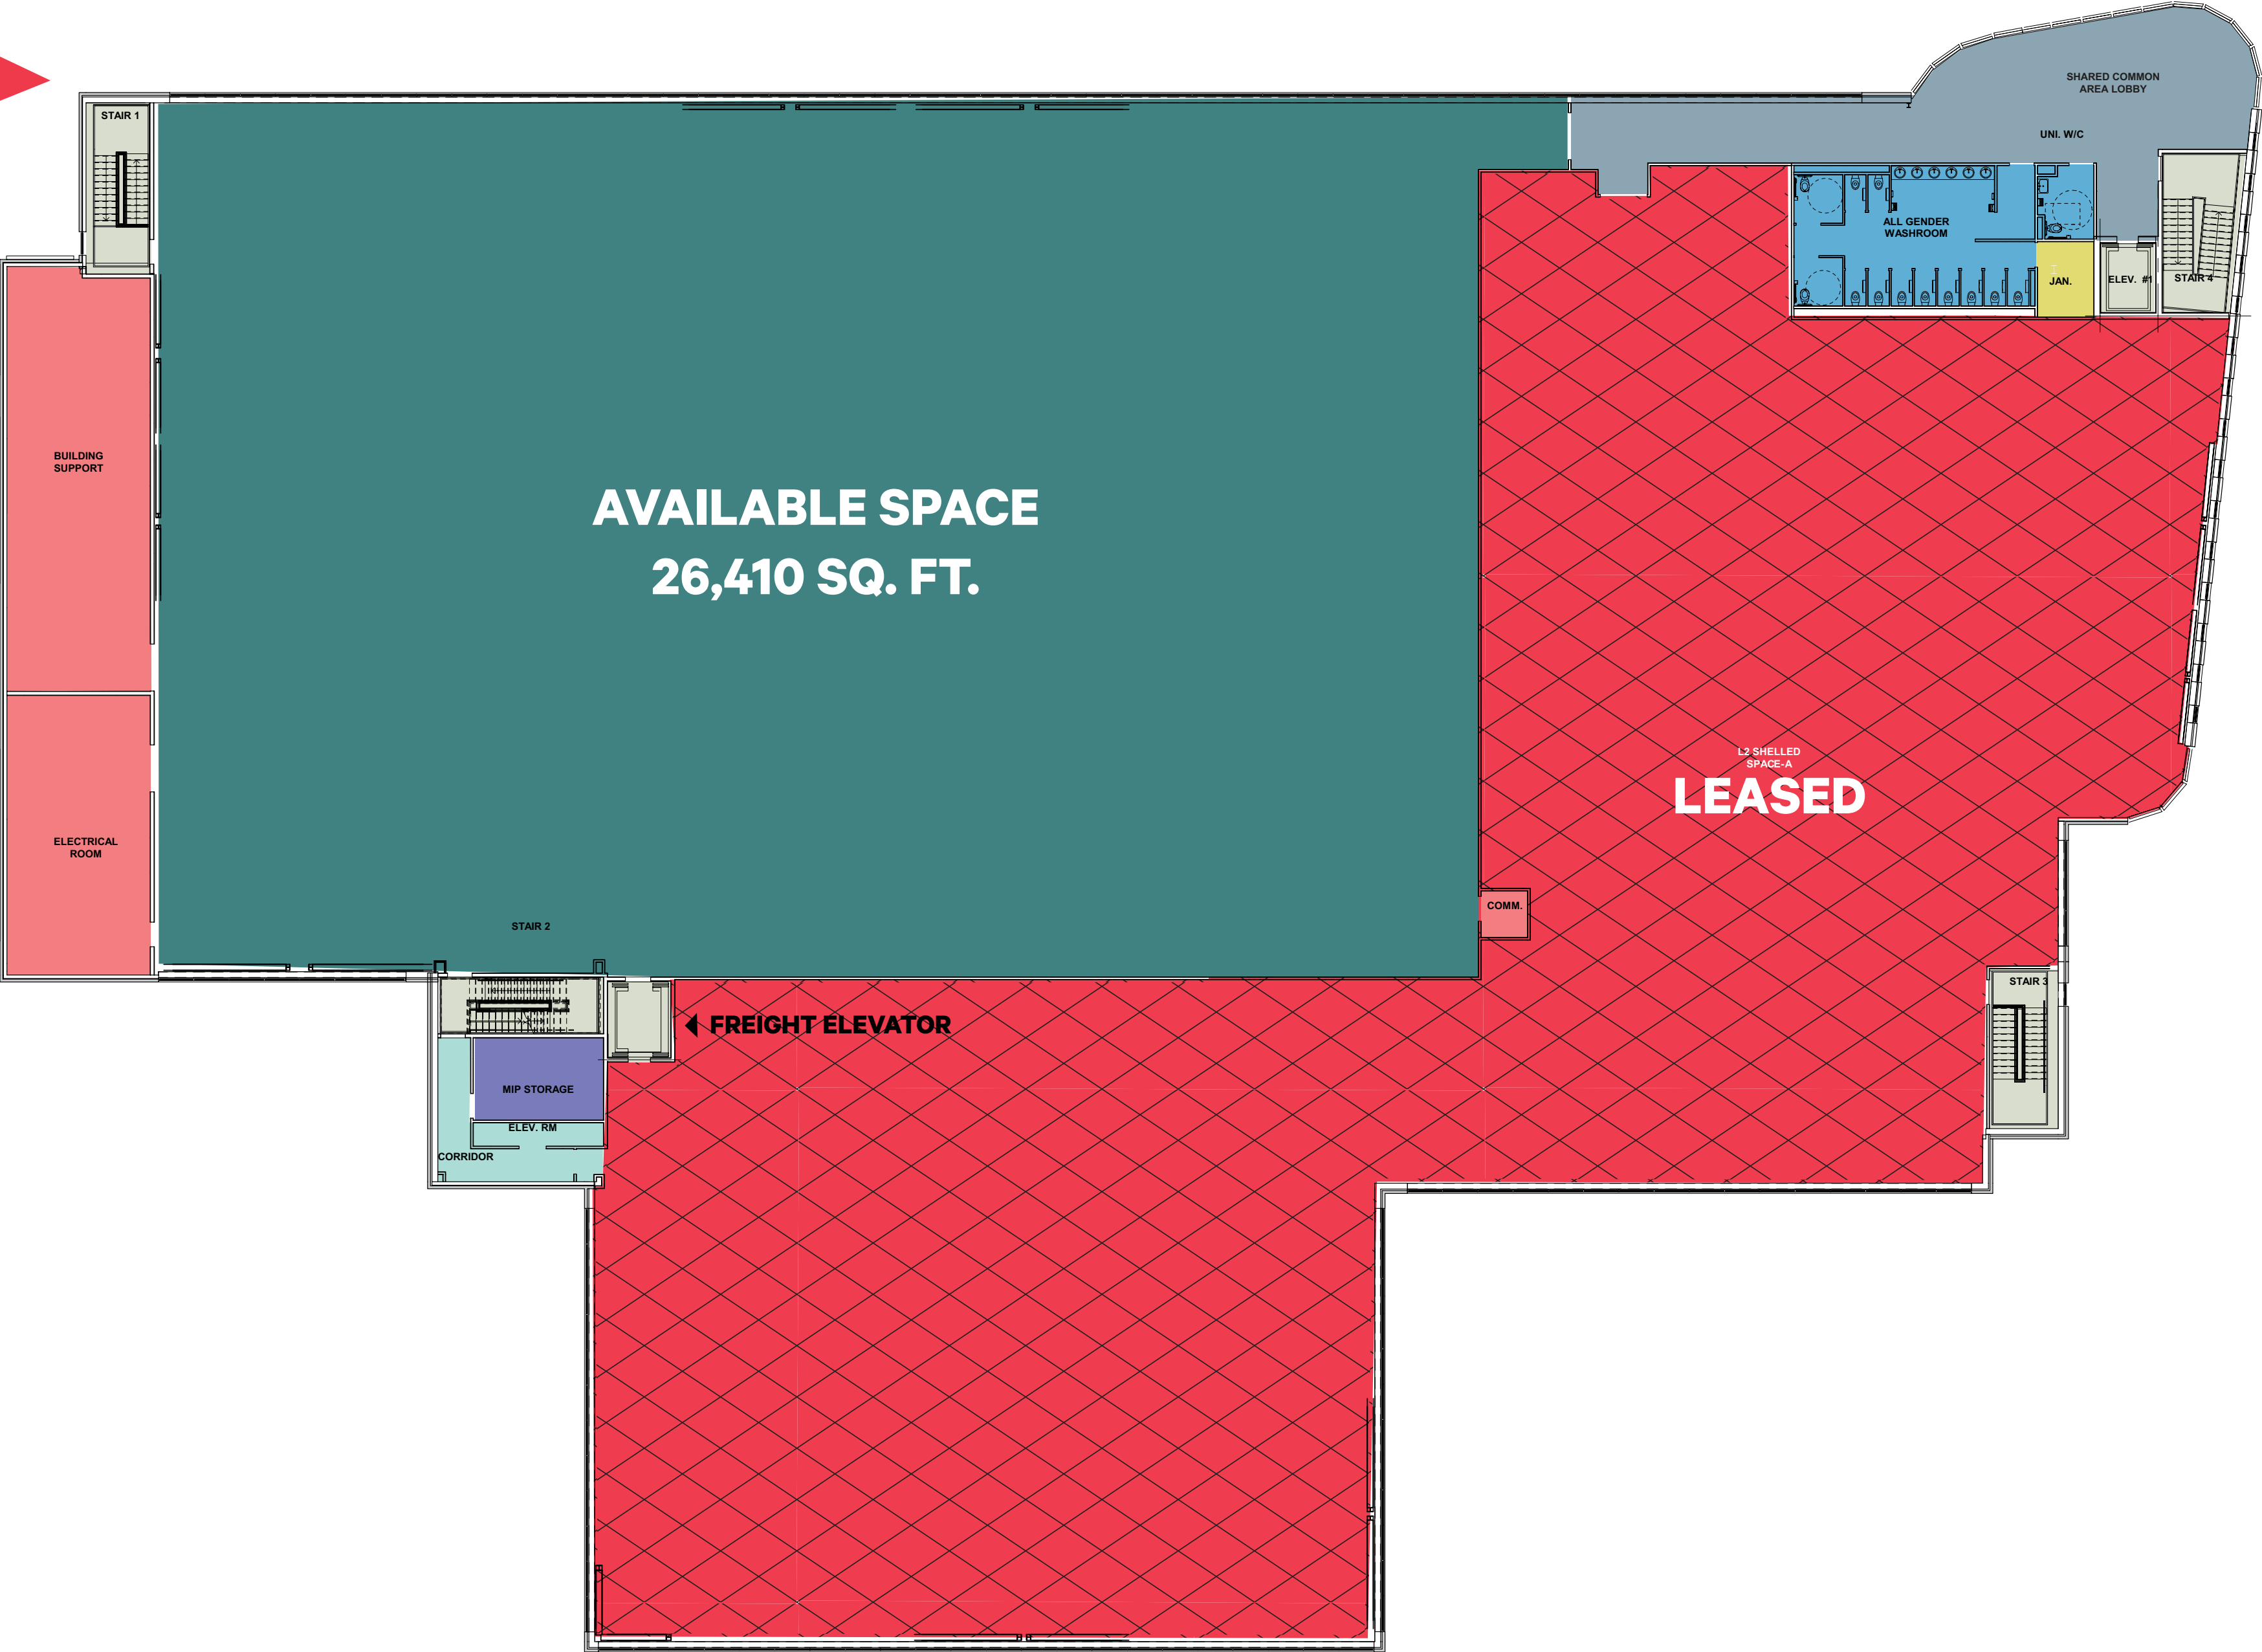 SHARED COMMON
AREA LOBBY
STAIR 1
UNI. W/C
ALL GENDER
WASHROOM
JAN.
ELEV. #1
STAIR 4
BUILDING
SUPPORT
AVAILABLE SPACE
26,410 SQ. FT.
L2 SHELLED
SPACE-A
LEASED
ELECTRICAL
ROOM
COMM.
STAIR 2
STAIR 3
FREIGHT ELEVATOR
MIP STORAGE
ELEV. RM
CORRIDOR